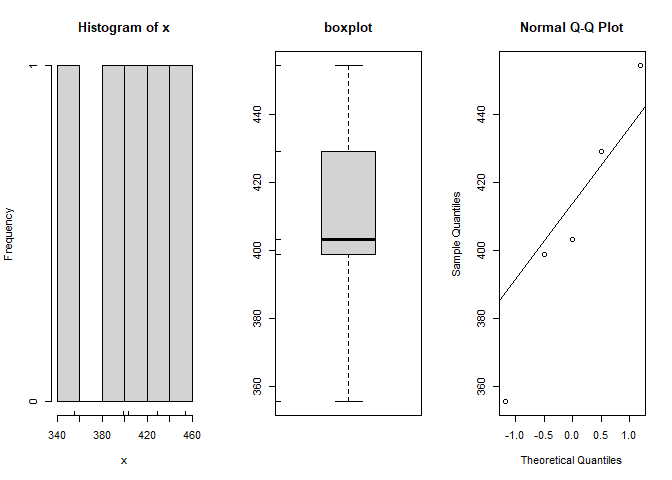 Histogram of x
Frequency
0 1
340 380 420 460
x
boxplot
360 380 400 420 440
Normal Q-Q Plot
Sample Quantiles
360 380 400 420 440
-1.0 -0.5 0.0 0.5 1.0
Theoretical Quantiles